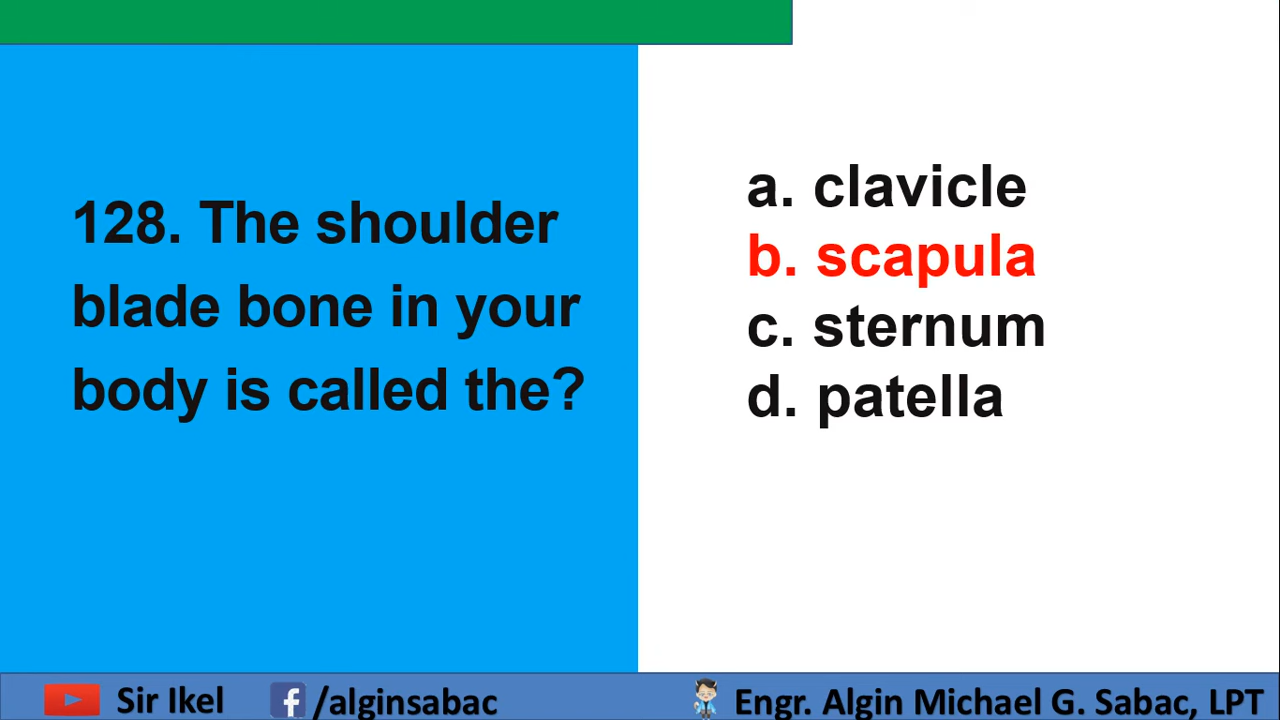 128. The shoulder
blade bone in your
body is called the?
a. clavicle
b. scapula
c. sternum
d. patella
Sir Ikel
/alginsabac
Engr. Algin Michael G. Sabac, LPT